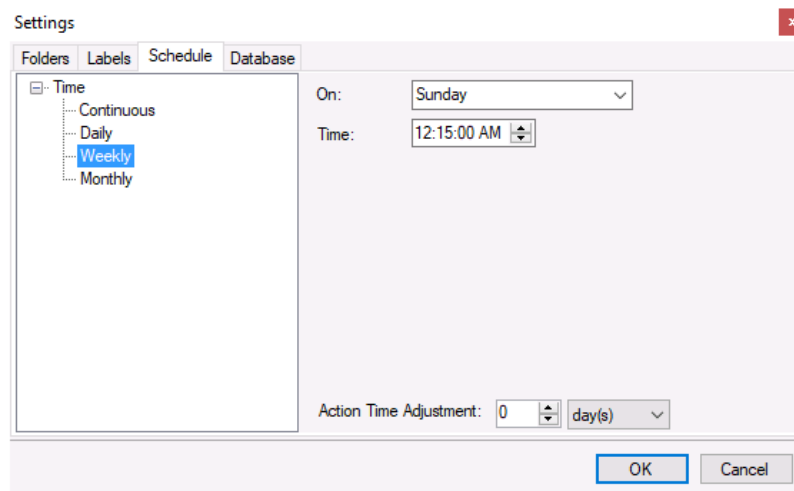 Settings
Folders Labels Schedule Database
Time
Continuous
Daily
Weekly
Monthly
On: Sunday
Time: 12:15:00 AM
Action Time Adjustment: 0 day(s)
OK Cancel